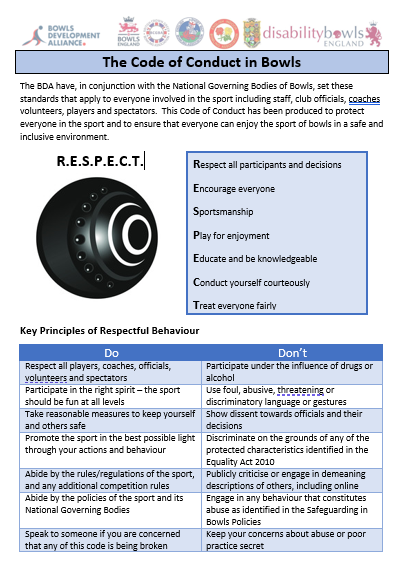 BOWLS
DEVELOPMENT
ALLIANCE
BOWLS
ENGLAND
disabilitybowls
ENGLAND
The Code of Conduct in Bowls
The BDA have, in conjunction with the National Governing Bodies of Bowls, set these
standards that apply to everyone involved in the sport including staff, club officials, coaches
volunteers, players and spectators.  This Code of Conduct has been produced to protect
everyone in the sport and to ensure that everyone can enjoy the sport of bowls in a safe and
inclusive environment.
R.E.S.P.E.C.T.
Respect all participants and decisions
Encourage everyone
Sportsmanship
Play for enjoyment
Educate and be knowledgeable
Conduct yourself courteously
Treat everyone fairly
Key Principles of Respectful Behaviour
Do
Don't
Respect all players, coaches, officials,
volunteers and spectators
Participate under the influence of drugs or
alcohol
Participate in the right spirit – the sport
should be fun at all levels
Use foul, abusive, threatening or
discriminatory language or gestures
Take reasonable measures to keep yourself
and others safe
Show dissent towards officials and their
decisions
Promote the sport in the best possible light
through your actions and behaviour
Discriminate on the grounds of any of the
protected characteristics identified in the
Equality Act 2010
Abide by the rules/regulations of the sport,
and any additional competition rules
Publicly criticise or engage in demeaning
descriptions of others, including online
Abide by the policies of the sport and its
National Governing Bodies
Engage in any behaviour that constitutes
abuse as identified in the Safeguarding in
Bowls Policies
Speak to someone if you are concerned
that any of this code is being broken
Keep your concerns about abuse or poor
practice secret